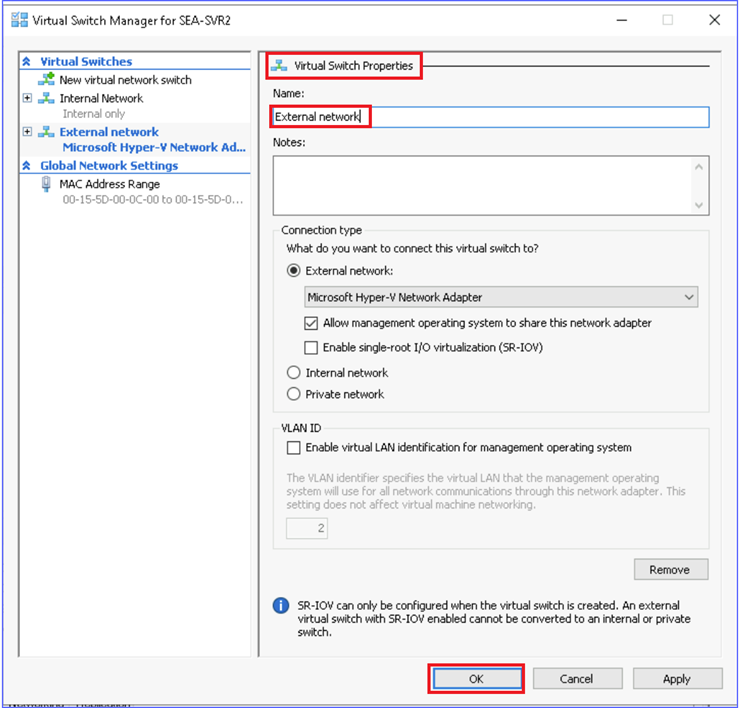 Virtual Switch Manager for SEA-SVR2
Virtual Switches
New virtual network switch
Internal Network
Internal only
External network
Microsoft Hyper-V Network Ad...
Global Network Settings
MAC Address Range
00-15-5D-00-0C-00 to 00-15-5D-0...
Virtual Switch Properties
Name:
External network
Notes:
Connection type
What do you want to connect this virtual switch to?
External network:
Microsoft Hyper-V Network Adapter
Allow management operating system to share this network adapter
Enable single-root I/O virtualization (SR-IOV)
Internal network
Private network
VLAN ID
Enable virtual LAN identification for management operating system
The VLAN identifier specifies the virtual LAN that the management operating
system will use for all network communications through this network adapter. This
setting does not affect virtual machine networking.
2
Remove
SR-IOV can only be configured when the virtual switch is created. An external
virtual switch with SR-IOV enabled cannot be converted to an internal or private
switch.
OK
Cancel
Apply